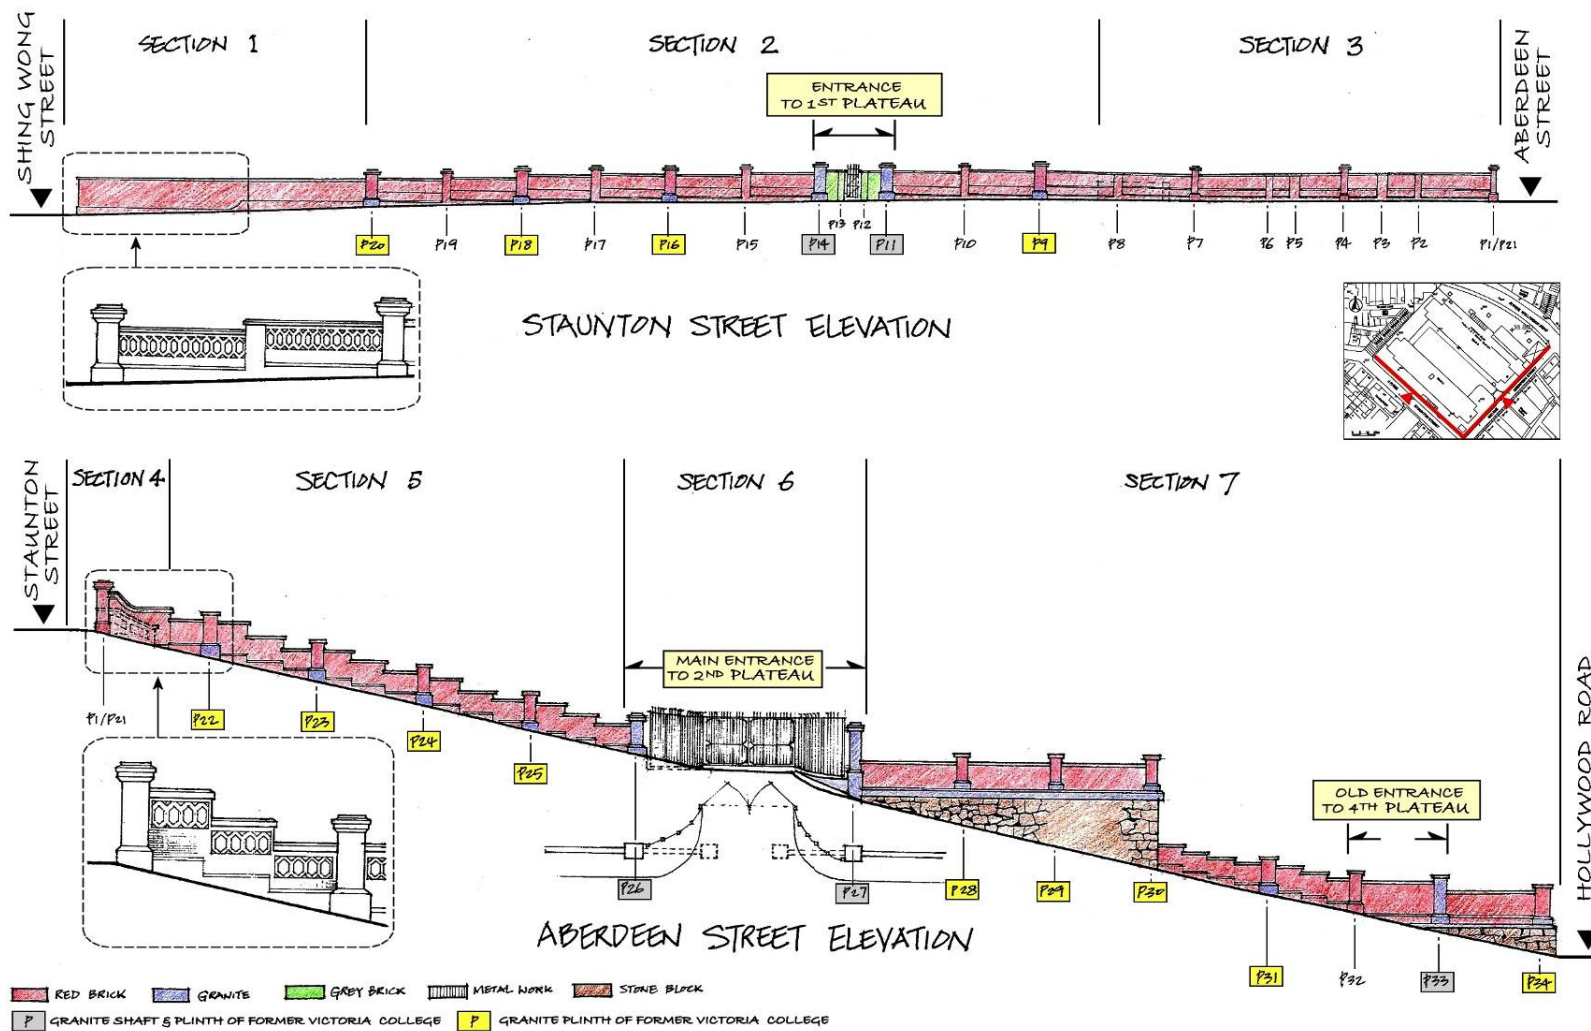 SHING WONG
STREET
SECTION 1
SECTION 2
SECTION 3
ABERDEEN
STREET
ENTRANCE
TO 1ST PLATEAU
P20
P19
P18
P17
P16
P15
P14
P13
P12
P11
P10
P9
P8
P7
P6
P5
P4
P3
P2
P1/P21
STAUNTON STREET ELEVATION
STAUNTON
STREET
SECTION 4
SECTION 5
SECTION 6
SECTION 7
HOLLYWOOD ROAD
MAIN ENTRANCE
TO 2ND PLATEAU
OLD ENTRANCE
TO 4TH PLATEAU
P1/P21
P22
P23
P24
P25
P26
P27
P28
P29
P30
P31
P32
P33
P34
ABERDEEN STREET ELEVATION
RED BRICK
GRANITE
GREY BRICK
METAL WORK
STONE BLOCK
P GRANITE SHAFT & PLINTH OF FORMER VICTORIA COLLEGE
P GRANITE PLINTH OF FORMER VICTORIA COLLEGE